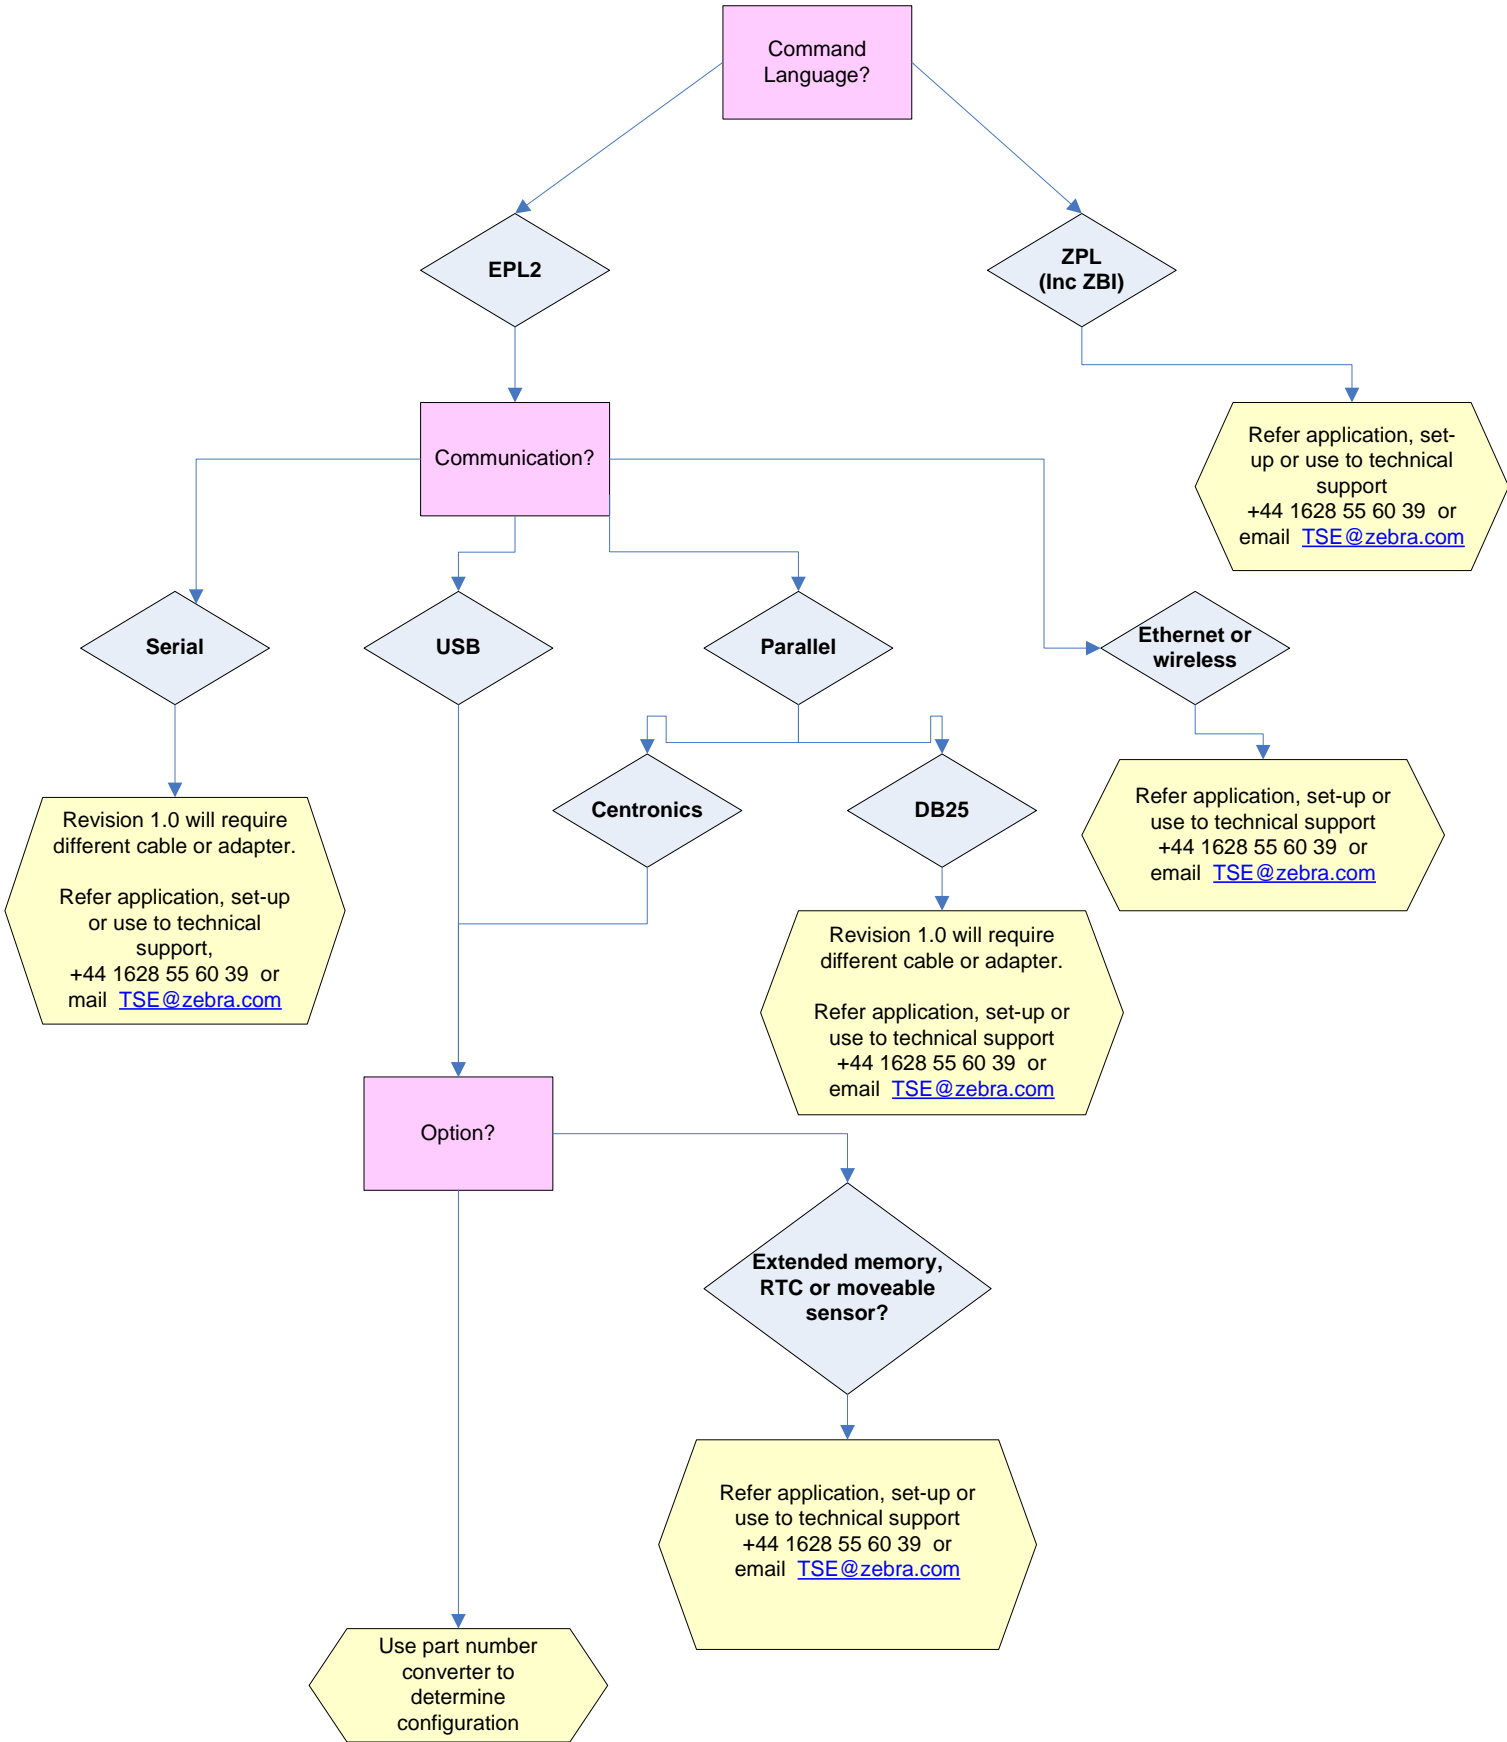 Command
Language?
EPL2
ZPL
(Inc ZBI)
Communication?
Refer application, set-
up or use to technical
support
+44 1628 55 60 39 or
email TSE@zebra.com
Serial
USB
Parallel
Ethernet or
wireless
Centronics
DB25
Refer application, set-up or
use to technical support
+44 1628 55 60 39 or
email TSE@zebra.com
Revision 1.0 will require
different cable or adapter.
Refer application, set-up
or use to technical
support,
+44 1628 55 60 39 or
mail TSE@zebra.com
Revision 1.0 will require
different cable or adapter.
Refer application, set-up or
use to technical support
+44 1628 55 60 39 or
email TSE@zebra.com
Option?
Extended memory,
RTC or moveable
sensor?
Refer application, set-up or
use to technical support
+44 1628 55 60 39 or
email TSE@zebra.com
Use part number
converter to
determine
configuration